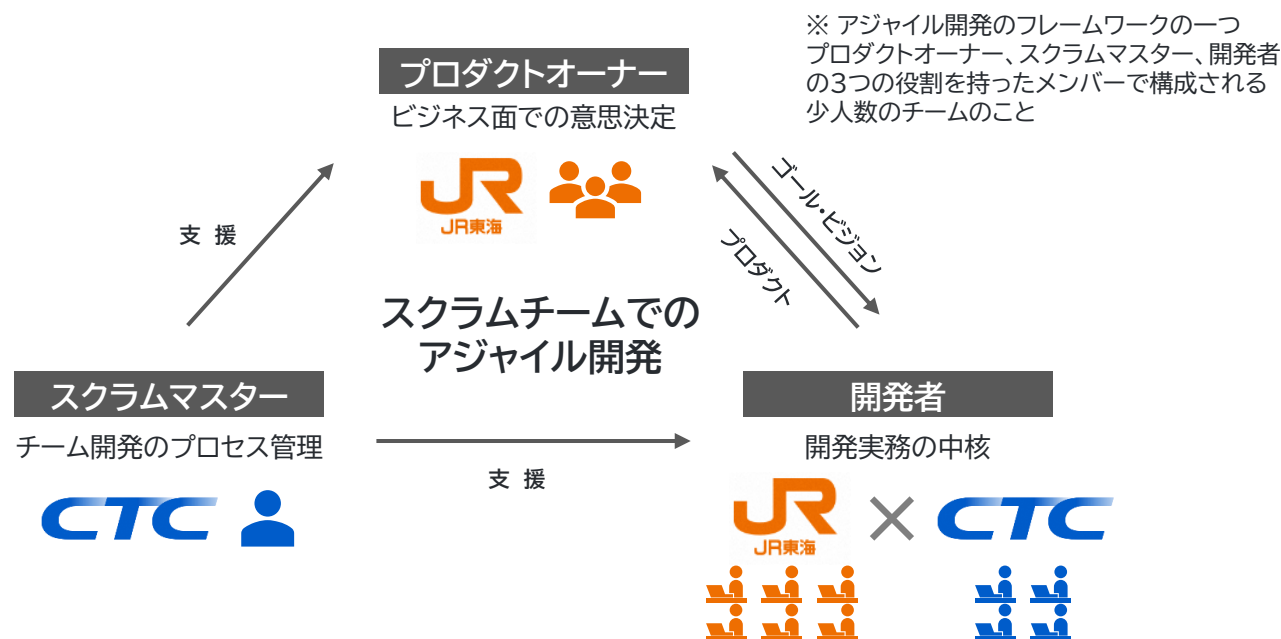 ※ アジャイル開発のフレームワークの一つ
プロダクトオーナー、スクラムマスター、開発者
の3つの役割を持ったメンバーで構成される
少人数のチームのこと
プロダクトオーナー
ビジネス面での意思決定
JR
JR東海
支 援
ゴール・ビジョン
プロダクト
スクラムチームでの
アジャイル開発
スクラムマスター
チーム開発のプロセス管理
CTC
支 援
開発者
開発実務の中核
JR
JR東海
×
CTC